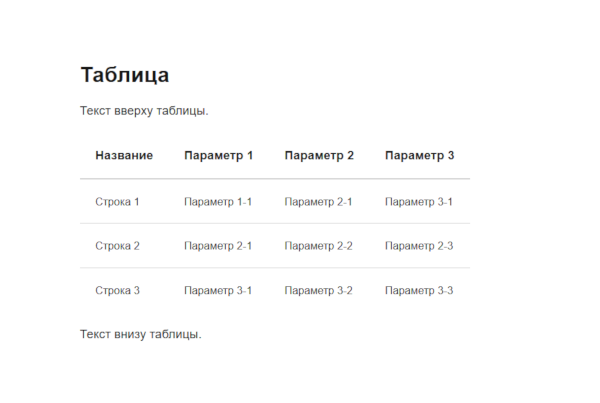 Таблица
Текст вверху таблицы.
Название Параметр 1 Параметр 2 Параметр 3
Строка 1 Параметр 1-1 Параметр 2-1 Параметр 3-1
Строка 2 Параметр 2-1 Параметр 2-2 Параметр 2-3
Строка 3 Параметр 3-1 Параметр 3-2 Параметр 3-3
Текст внизу таблицы.